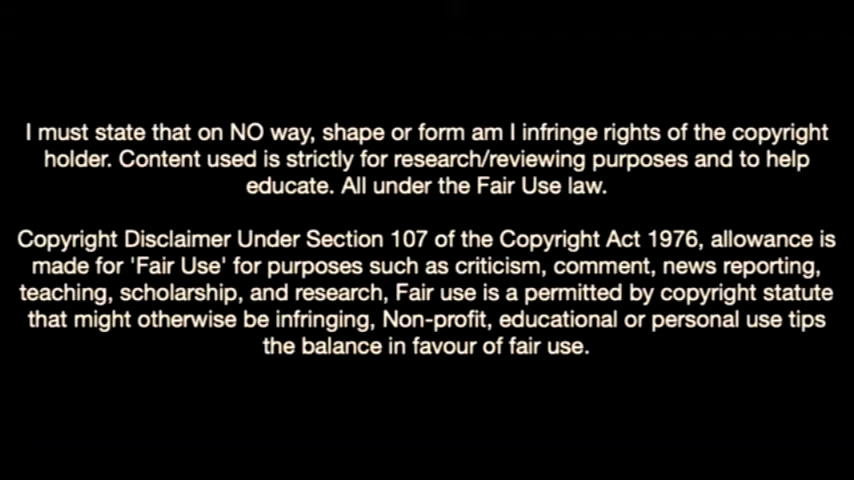 I must state that on NO way, shape or form am I infringe rights of the copyright
holder. Content used is strictly for research/reviewing purposes and to help
educate. All under the Fair Use law.
Copyright Disclaimer Under Section 107 of the Copyright Act 1976, allowance is
made for 'Fair Use' for purposes such as criticism, comment, news reporting,
teaching, scholarship, and research, Fair use is a permitted by copyright statute
that might otherwise be infringing, Non-profit, educational or personal use tips
the balance in favour of fair use.